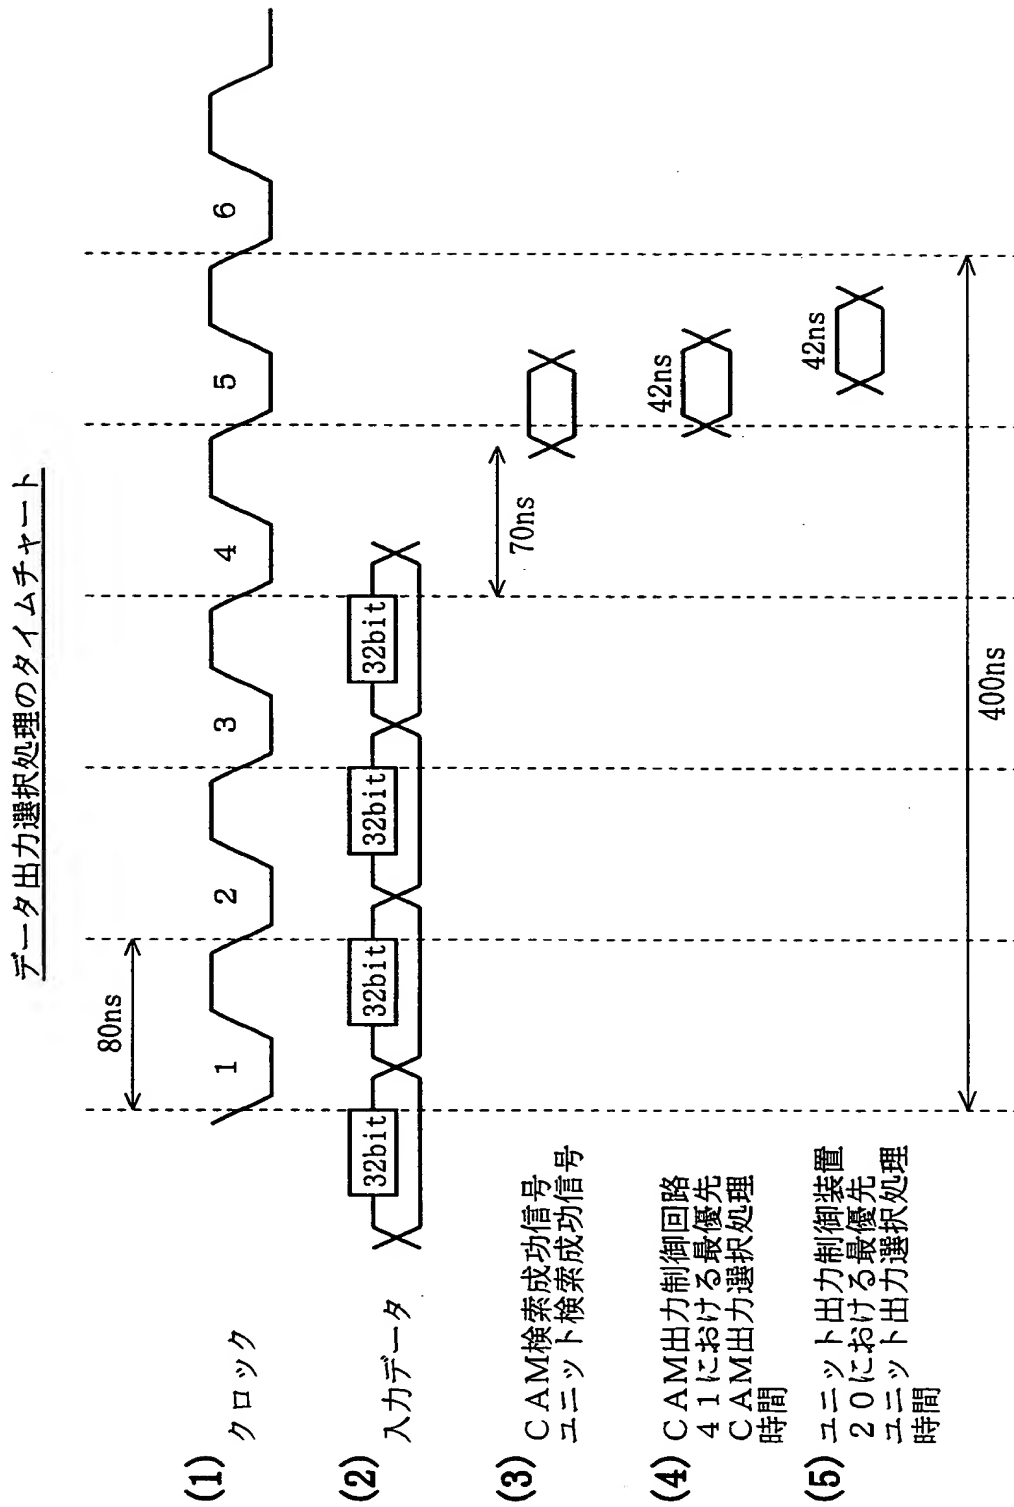 データ出力選択処理のタイムチャート
80ns
(1) クロック
1 2 3 4 5 6
(2) 入力データ
32bit 32bit 32bit 32bit
(3) CAM検索成功信号
ユニット検索成功信号
70ns
(4) CAM出力制御回路
41における最優先
CAM出力選択処理
時間
42ns
(5) ユニット出力制御装置
20における最優先
ユニット出力選択処理
時間
42ns
400ns